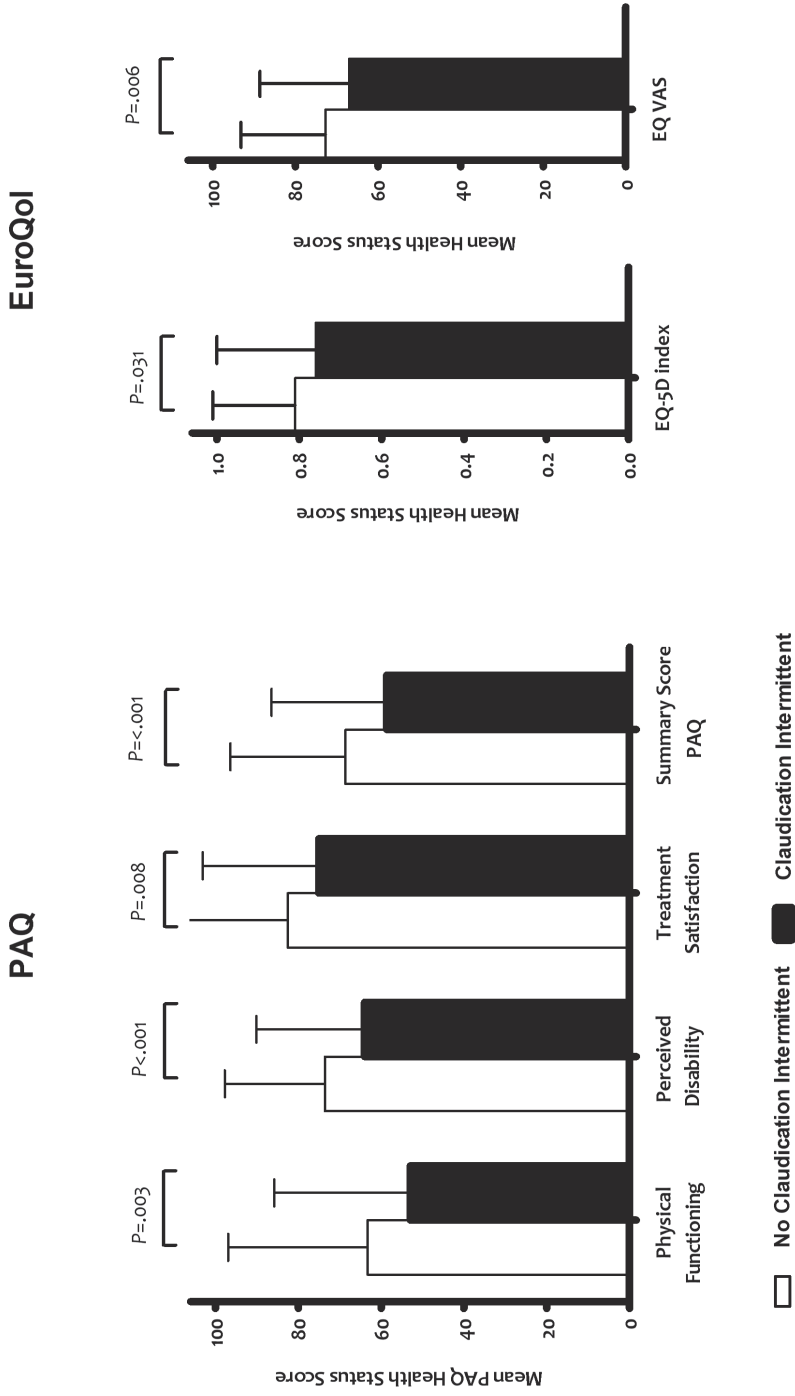 PAQ
EuroQol
Mean PAQ Health Status Score
100
80
60
40
20
0
P=.003
P<.001
P=.008
P=<.001
Physical
Functioning
Perceived
Disability
Treatment
Satisfaction
Summary Score
PAQ
Mean Health Status Score
1.0
0.8
0.6
0.4
0.2
0.0
P=.031
EQ-5D index
Mean Health Status Score
100
80
60
40
20
0
P=.006
EQ VAS
No Claudication Intermittent
Claudication Intermittent